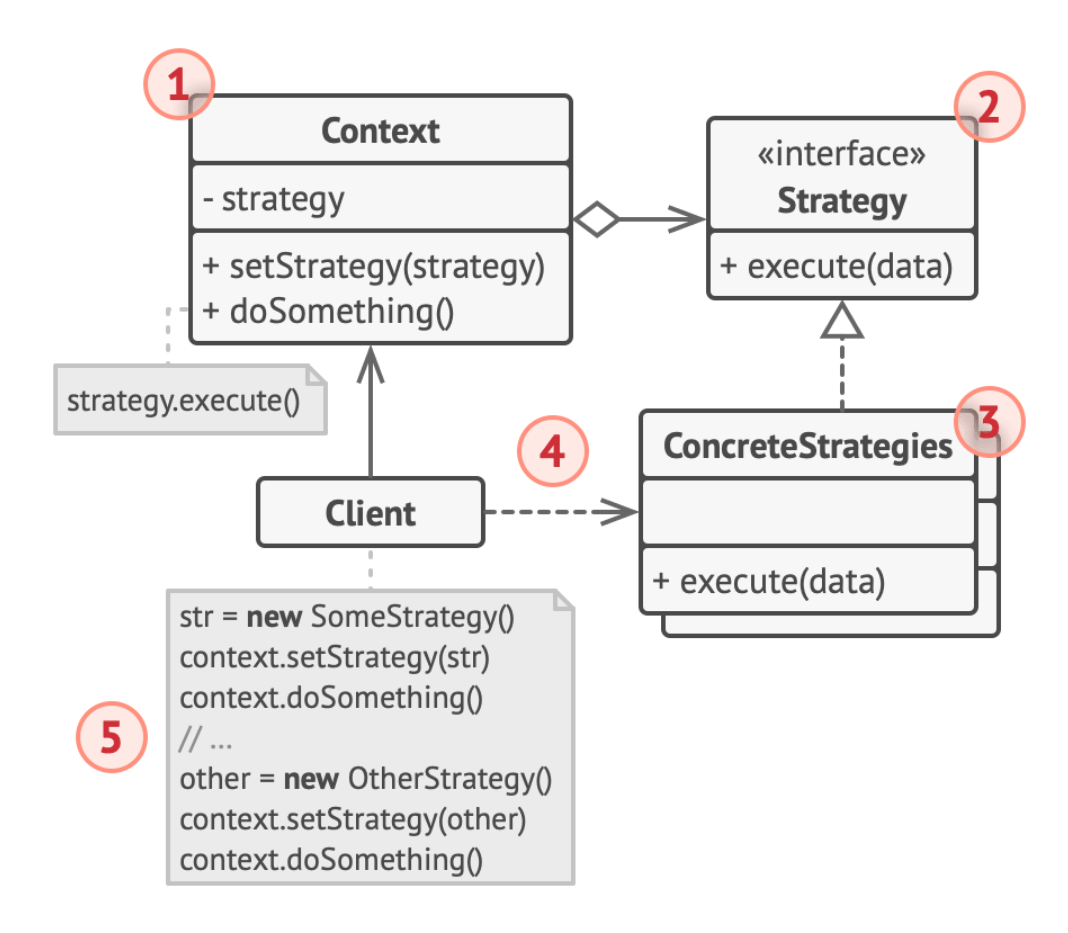 1
Context
- strategy
+ setStrategy(strategy)
+ doSomething()
strategy.execute()
2
«interface»
Strategy
+ execute(data)
3
ConcreteStrategies
+ execute(data)
4
Client
5
str = new SomeStrategy()
context.setStrategy(str)
context.doSomething()
// ...
other = new OtherStrategy()
context.setStrategy(other)
context.doSomething()